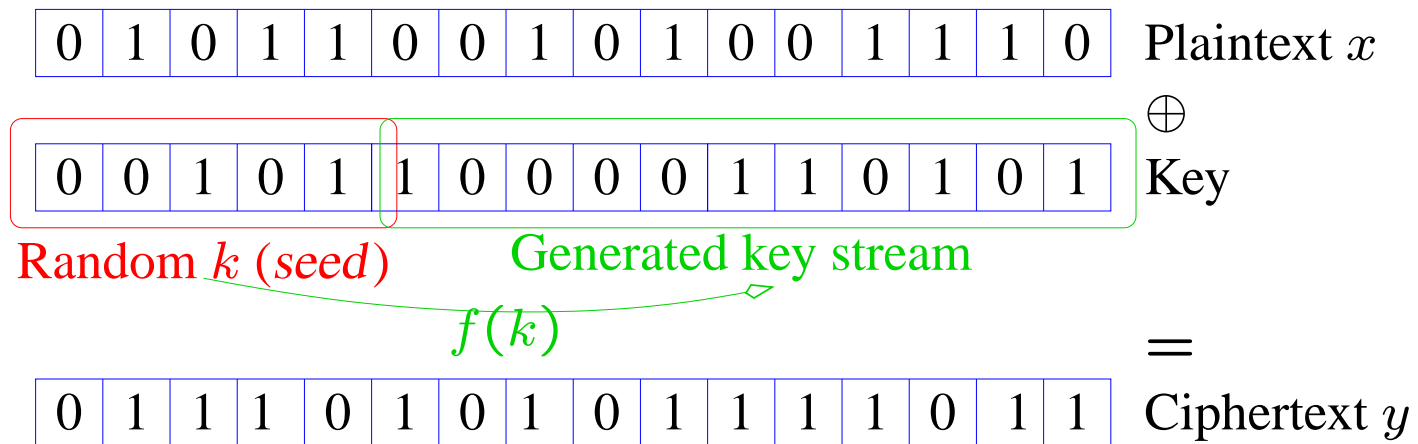 0 1 0 1 1 0 0 1 0 1 0 0 1 1 1 0 Plaintext x
⊕
0 0 1 0 1 1 0 0 0 0 1 1 0 1 0 1 Key
Random k (seed) Generated key stream
f(k)
=
0 1 1 1 0 1 0 1 0 1 1 1 1 0 1 1 Ciphertext y